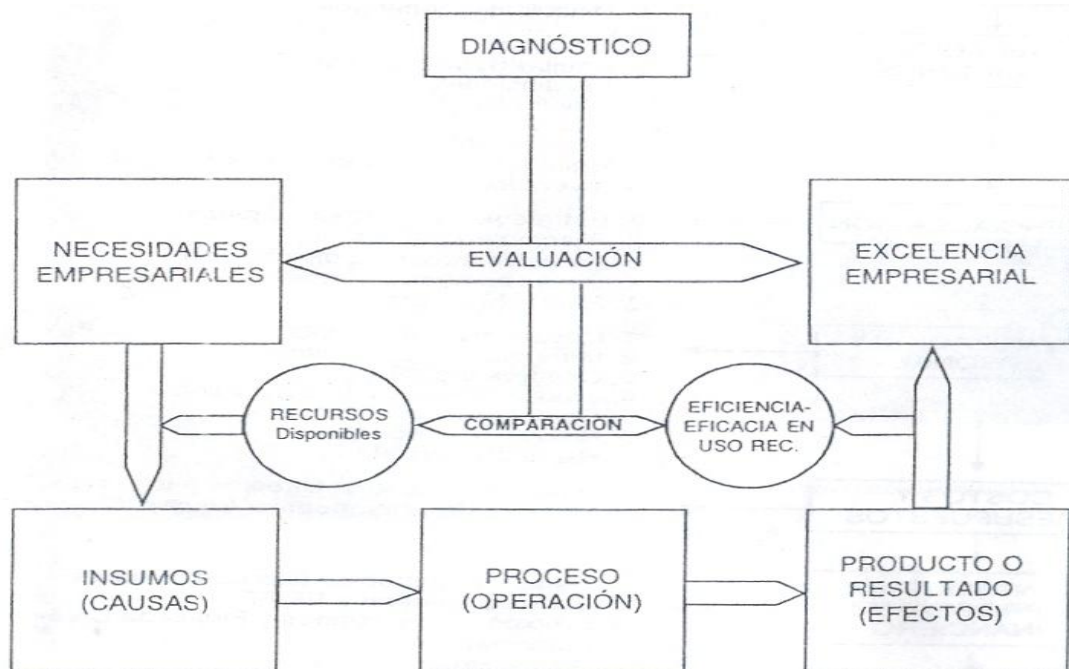 DIAGNÓSTICO
NECESIDADES
EMPRESARIALES
EVALUACIÓN
EXCELENCIA
EMPRESARIAL
RECURSOS
Disponibles
COMPARACION
EFICIENCIA-
EFICACIA EN
USO REC.
INSUMOS
(CAUSAS)
PROCESO
(OPERACIÓN)
PRODUCTO O
RESULTADO
(EFECTOS)